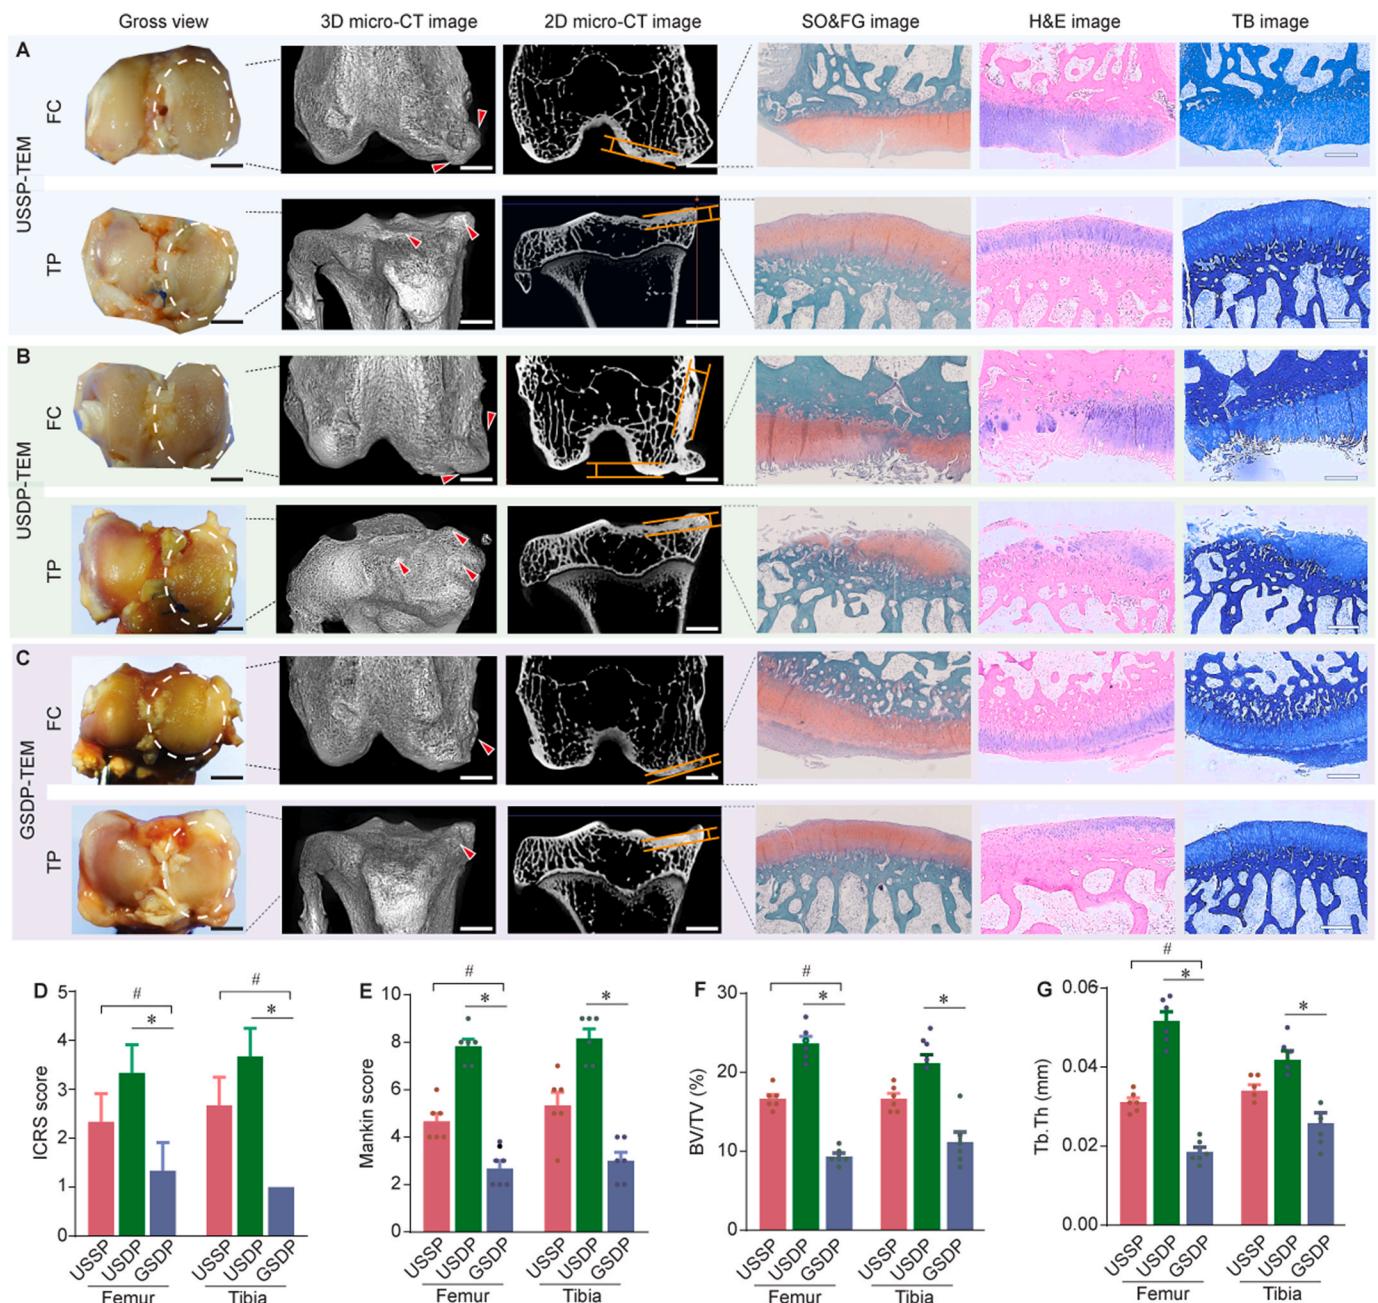 Gross view 3D micro-CT image 2D micro-CT image SO&FG image H&E image TB image
A
USSP-TEM
FC
TP
B
USDP-TEM
FC
TP
C
GSDP-TEM
FC
TP
D
ICRS score
5
4
3
2
1
0
# *
# *
USSP USDP GSDP USSP USDP GSDP
Femur Tibia
E
Mankin score
10
8
6
4
2
0
# *
*
USSP USDP GSDP USSP USDP GSDP
Femur Tibia
F
BV/TV (%)
30
20
10
0
# *
*
USSP USDP GSDP USSP USDP GSDP
Femur Tibia
G
Tb.Th (mm)
0.06
0.04
0.02
0.00
# *
*
USSP USDP GSDP USSP USDP GSDP
Femur Tibia